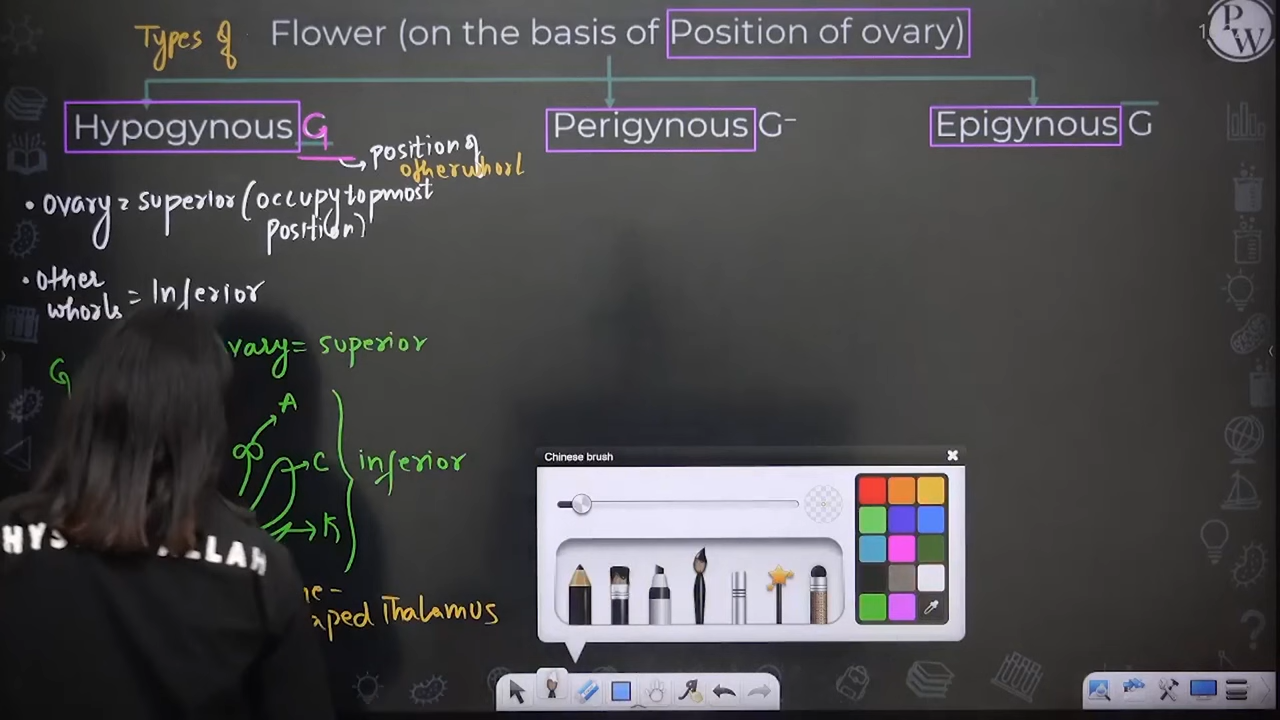 Types of Flower (on the basis of Position of ovary)
Hypogynous G
Perigynous G-
Epigynous G
position of
other whorl
• ovary = superior (occupy topmost
position)
• other
whorls = Inferior
vary = superior
G
A
C
K
inferior
aped Thalamus
Chinese brush
PW